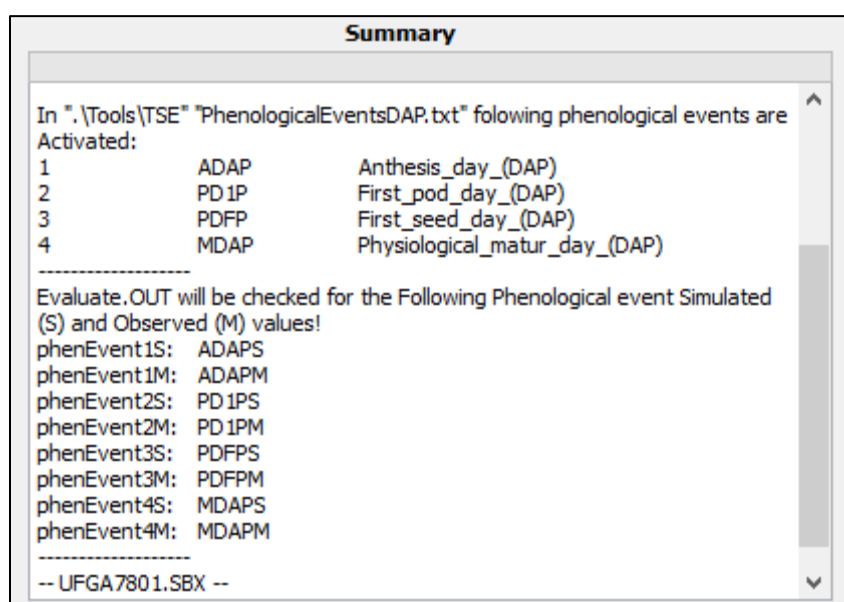 Summary
In ".\Tools\TSE" "PhenologicalEventsDAP.txt" folowing phenological events are
Activated:
1 ADAP Anthesis_day_(DAP)
2 PD1P First_pod_day_(DAP)
3 PDFP First_seed_day_(DAP)
4 MDAP Physiological_matur_day_(DAP)
-------------------
Evaluate.OUT will be checked for the Following Phenological event Simulated
(S) and Observed (M) values!
phenEvent1S: ADAPS
phenEvent1M: ADAPM
phenEvent2S: PD1PS
phenEvent2M: PD1PM
phenEvent3S: PDFPS
phenEvent3M: PDFPM
phenEvent4S: MDAPS
phenEvent4M: MDAPM
-------------------
-- UFGA7801.SBX --